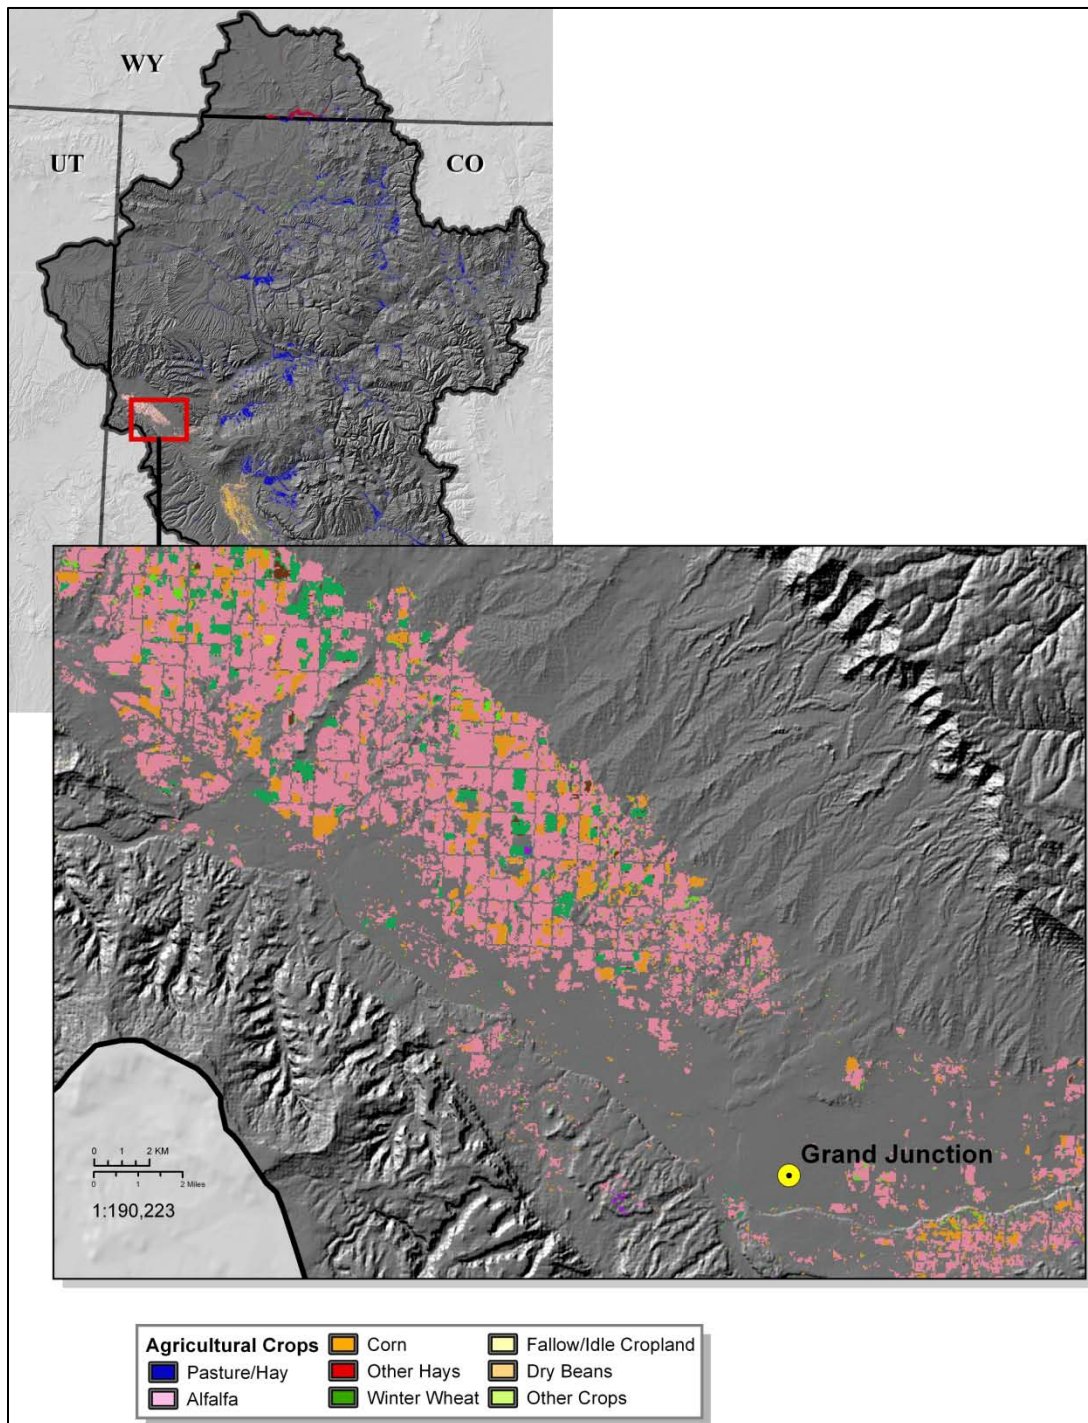 WY
UT
CO
Grand Junction
0 1 2 KM
0 1 2 Miles
1:190,223
Agricultural Crops
Pasture/Hay
Alfalfa
Corn
Other Hays
Winter Wheat
Fallow/Idle Cropland
Dry Beans
Other Crops